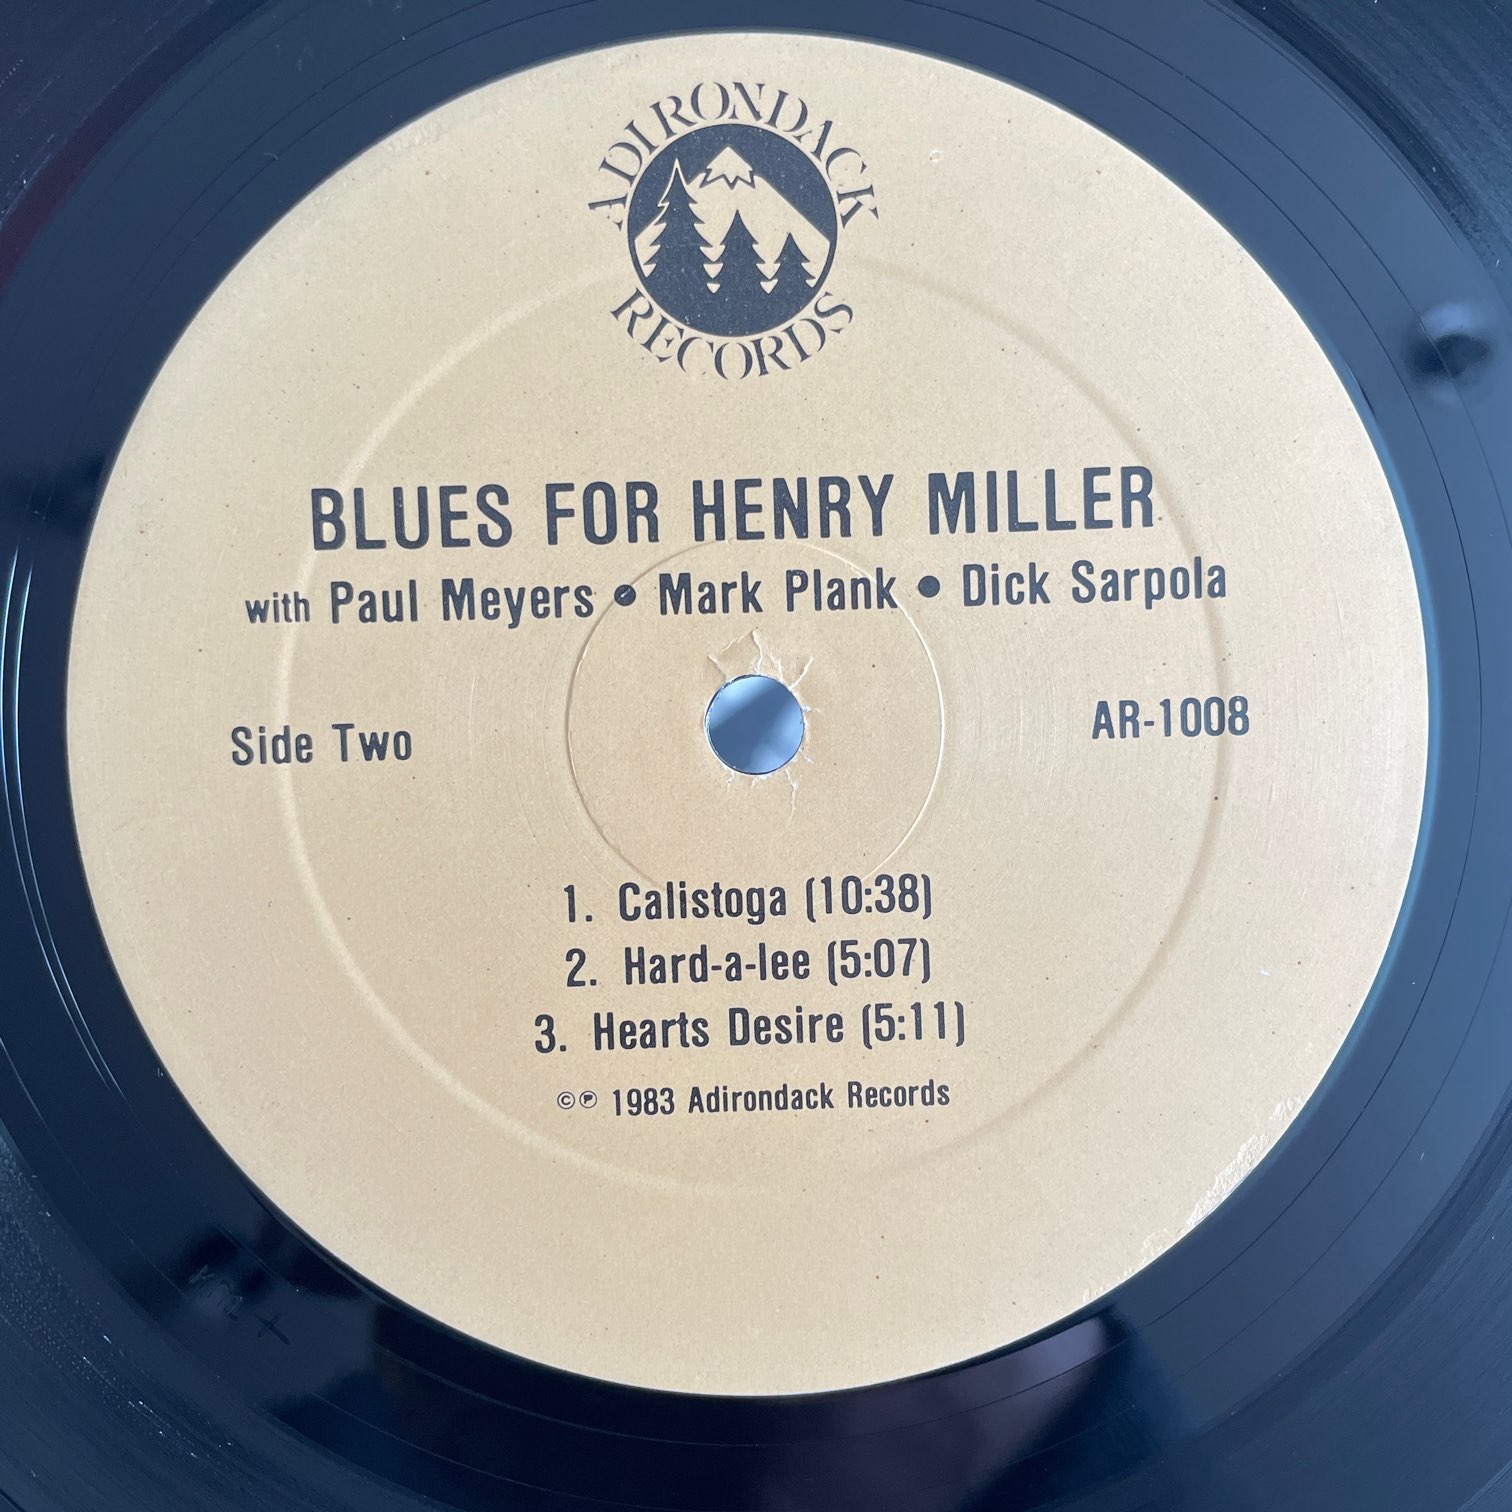 ADIRONDACK
RECORDS
BLUES FOR HENRY MILLER
with Paul Meyers • Mark Plank • Dick Sarpola
Side Two
AR-1008
1. Calistoga (10:38)
2. Hard-a-lee (5:07)
3. Hearts Desire (5:11)
©℗ 1983 Adirondack Records